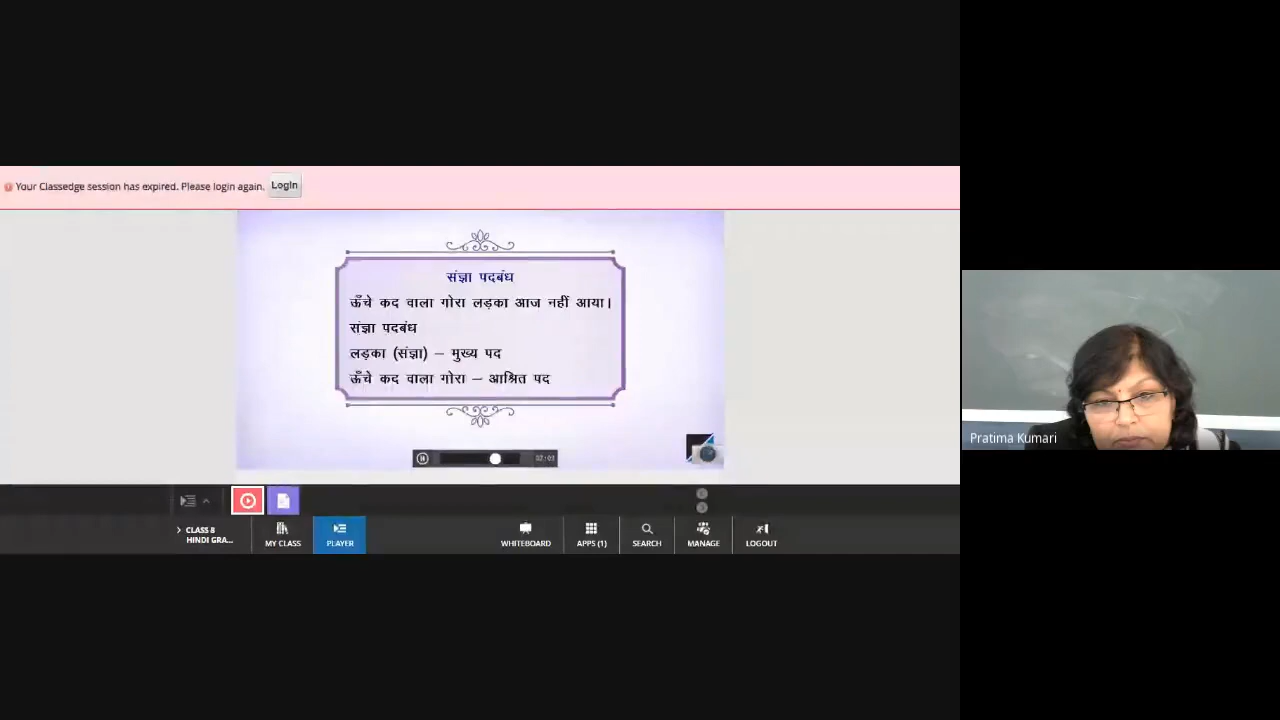 Your Classedge session has expired. Please login again. Login
संज्ञा पदबंध
ऊँचे कद वाला गोरा लड़का आज नहीं आया।
संज्ञा पदबंध
लड़का (संज्ञा) – मुख्य पद
ऊँचे कद वाला गोरा – आश्रित पद
Pratima Kumari
CLASS 8
HINDI GRA...
MY CLASS
PLAYER
WHITEBOARD
APPS (1)
SEARCH
MANAGE
LOGOUT